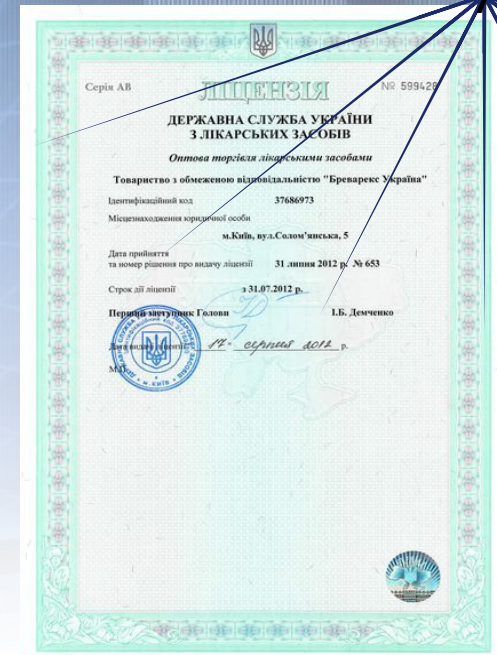 Серія АВ
ЛІЦЕНЗІЯ
№ 599428
ДЕРЖАВНА СЛУЖБА УКРАЇНИ
З ЛІКАРСЬКИХ ЗАСОБІВ
Оптова торгівля лікарськими засобами
Товариство з обмеженою відповідальністю "Бреварекс Україна"
Ідентифікаційний код 37686973
Місцезнаходження юридичної особи
м.Київ, вул.Солом’янська, 5
Дата прийняття
та номер рішення про видачу ліцензії 31 липня 2012 р. № 653
Строк дії ліцензії з 31.07.2012 р.
Перший заступник Голови І.Б. Демченко
Дата видачі ліцензії 17 серпня 2012 р.
М.П.